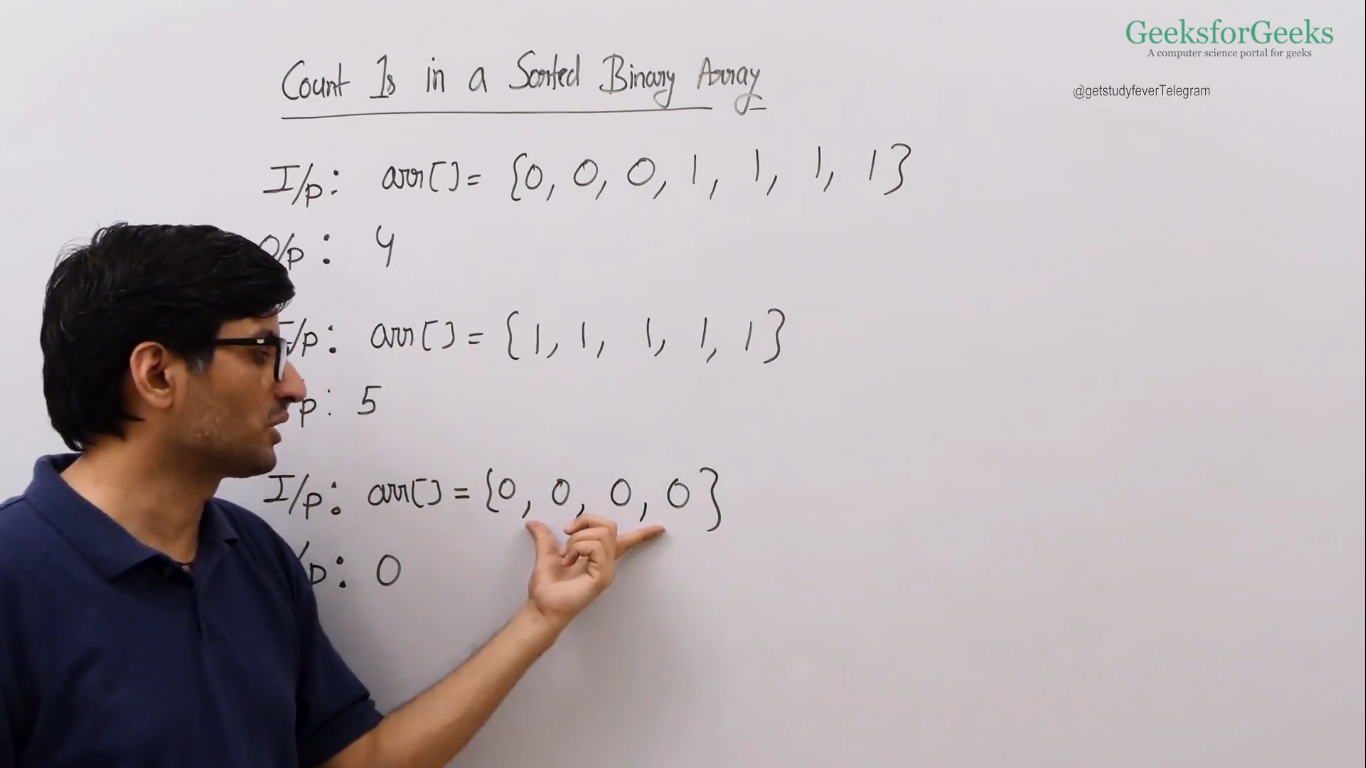 GeeksforGeeks
A computer science portal for geeks
@getstudyfeverTelegram
Count 1s in a Sorted Binary Array
I/p: arr[] = {0, 0, 0, 1, 1, 1, 1}
O/p: 4
I/p: arr[] = {1, 1, 1, 1, 1}
/p: 5
I/p: arr[] = {0, 0, 0, 0}
/p: 0